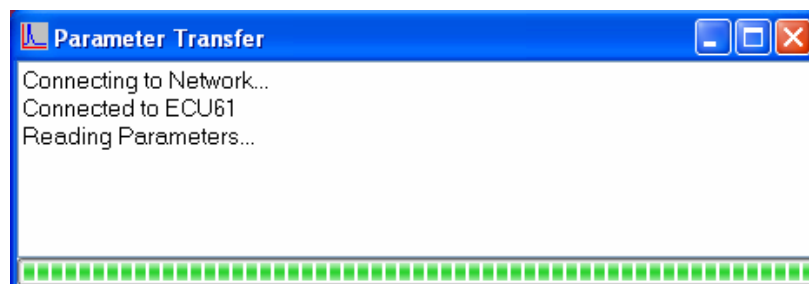 Parameter Transfer
Connecting to Network...
Connected to ECU61
Reading Parameters...